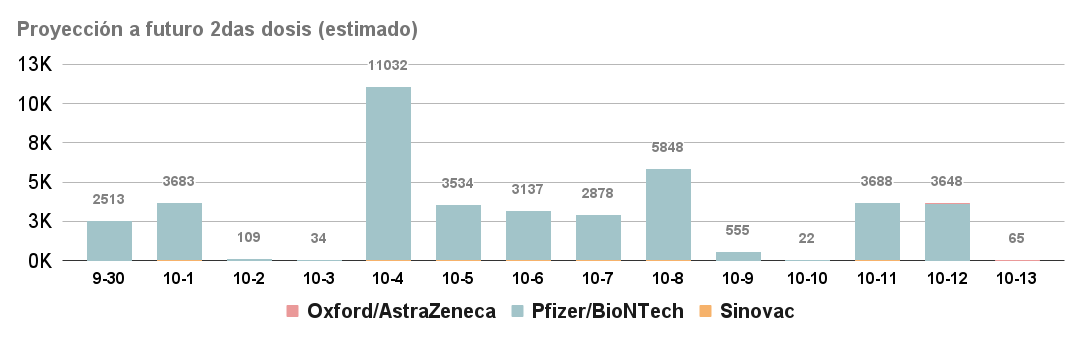 Proyección a futuro 2das dosis (estimado)
13K
10K
8K
5K
3K
0K
2513
3683
109
34
11032
3534
3137
2878
5848
555
22
3688
3648
65
9-30 10-1 10-2 10-3 10-4 10-5 10-6 10-7 10-8 10-9 10-10 10-11 10-12 10-13
Oxford/AstraZeneca Pfizer/BioNTech Sinovac